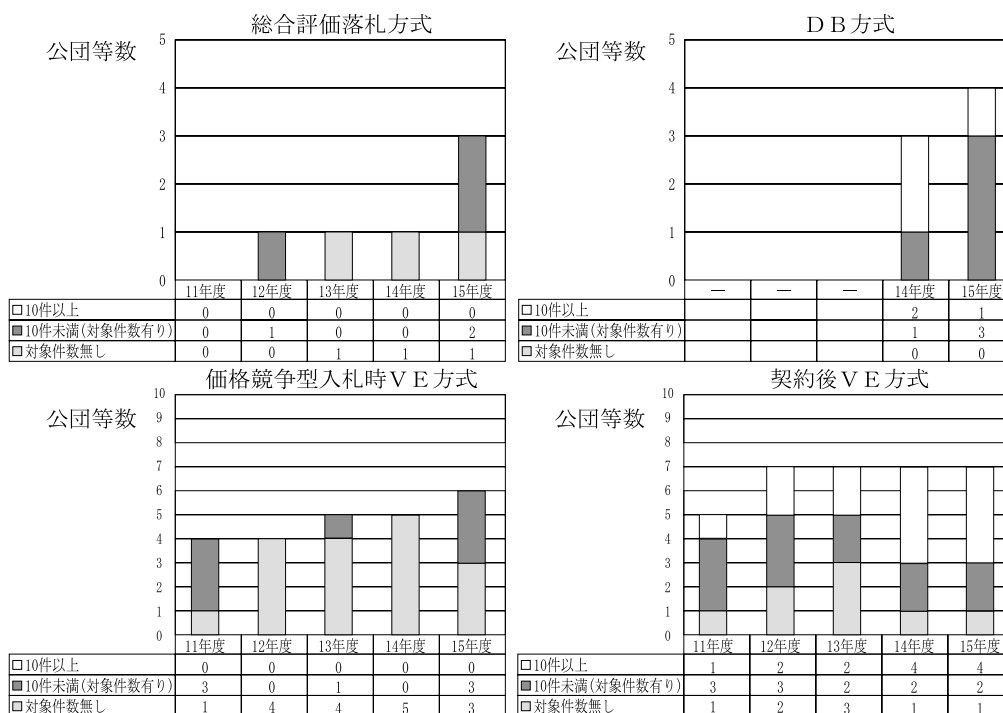 総合評価落札方式
公団等数
5
4
3
2
1
0
11年度 12年度 13年度 14年度 15年度
□10件以上 0 0 0 0 0
■10件未満(対象件数有り) 0 1 0 0 2
□対象件数無し 0 0 1 1 1
ＤＢ方式
公団等数
5
4
3
2
1
0
― ― ― 14年度 15年度
□10件以上 2 1
■10件未満(対象件数有り) 1 3
□対象件数無し 0 0
価格競争型入札時ＶＥ方式
公団等数
10
9
8
7
6
5
4
3
2
1
0
11年度 12年度 13年度 14年度 15年度
□10件以上 0 0 0 0 0
■10件未満(対象件数有り) 3 0 1 0 3
□対象件数無し 1 4 4 5 3
契約後ＶＥ方式
公団等数
10
9
8
7
6
5
4
3
2
1
0
11年度 12年度 13年度 14年度 15年度
□10件以上 1 2 2 4 4
■10件未満(対象件数有り) 3 3 2 2 2
□対象件数無し 1 2 3 1 1